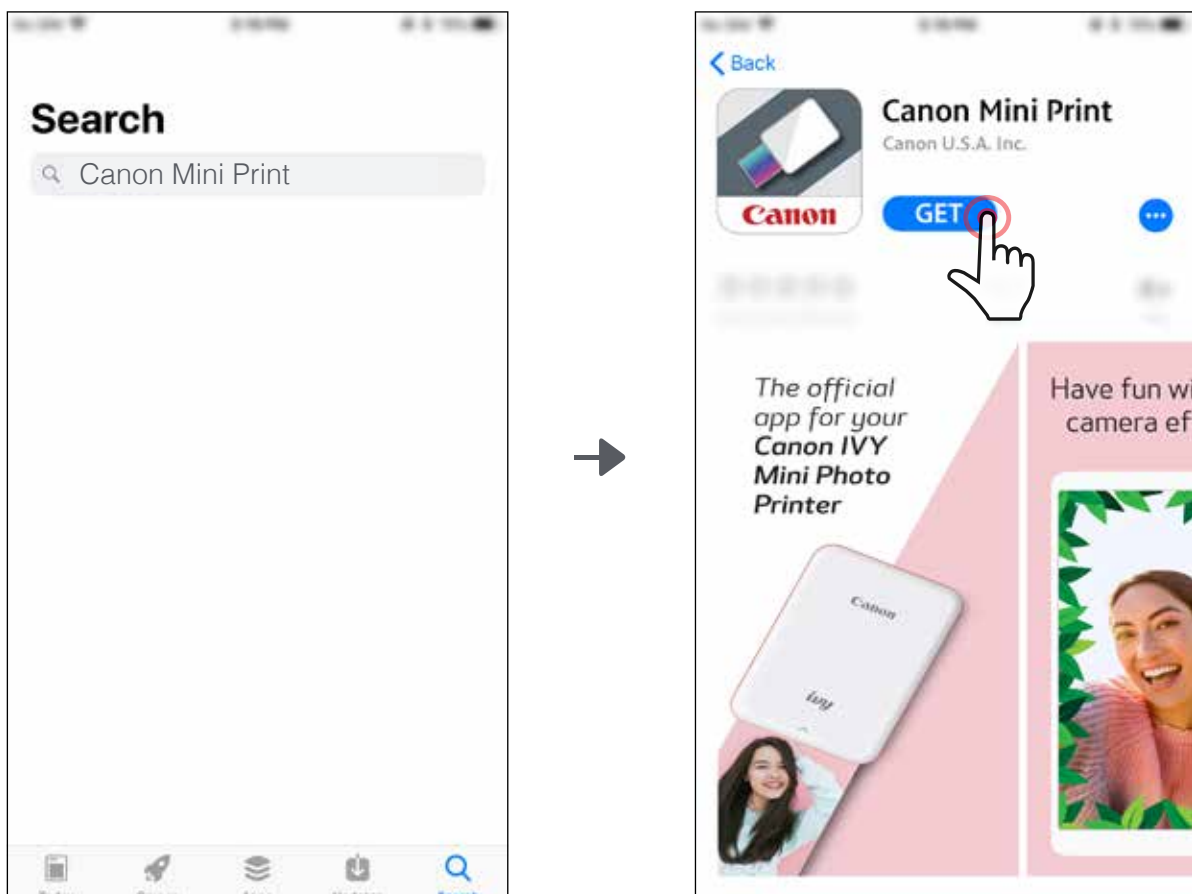 Search
Canon Mini Print
Back
Canon Mini Print
Canon U.S.A. Inc.
Canon
GET
The official
app for your
Canon IVY
Mini Photo
Printer
Canon
ivy
Have fun wi
camera ef
Search